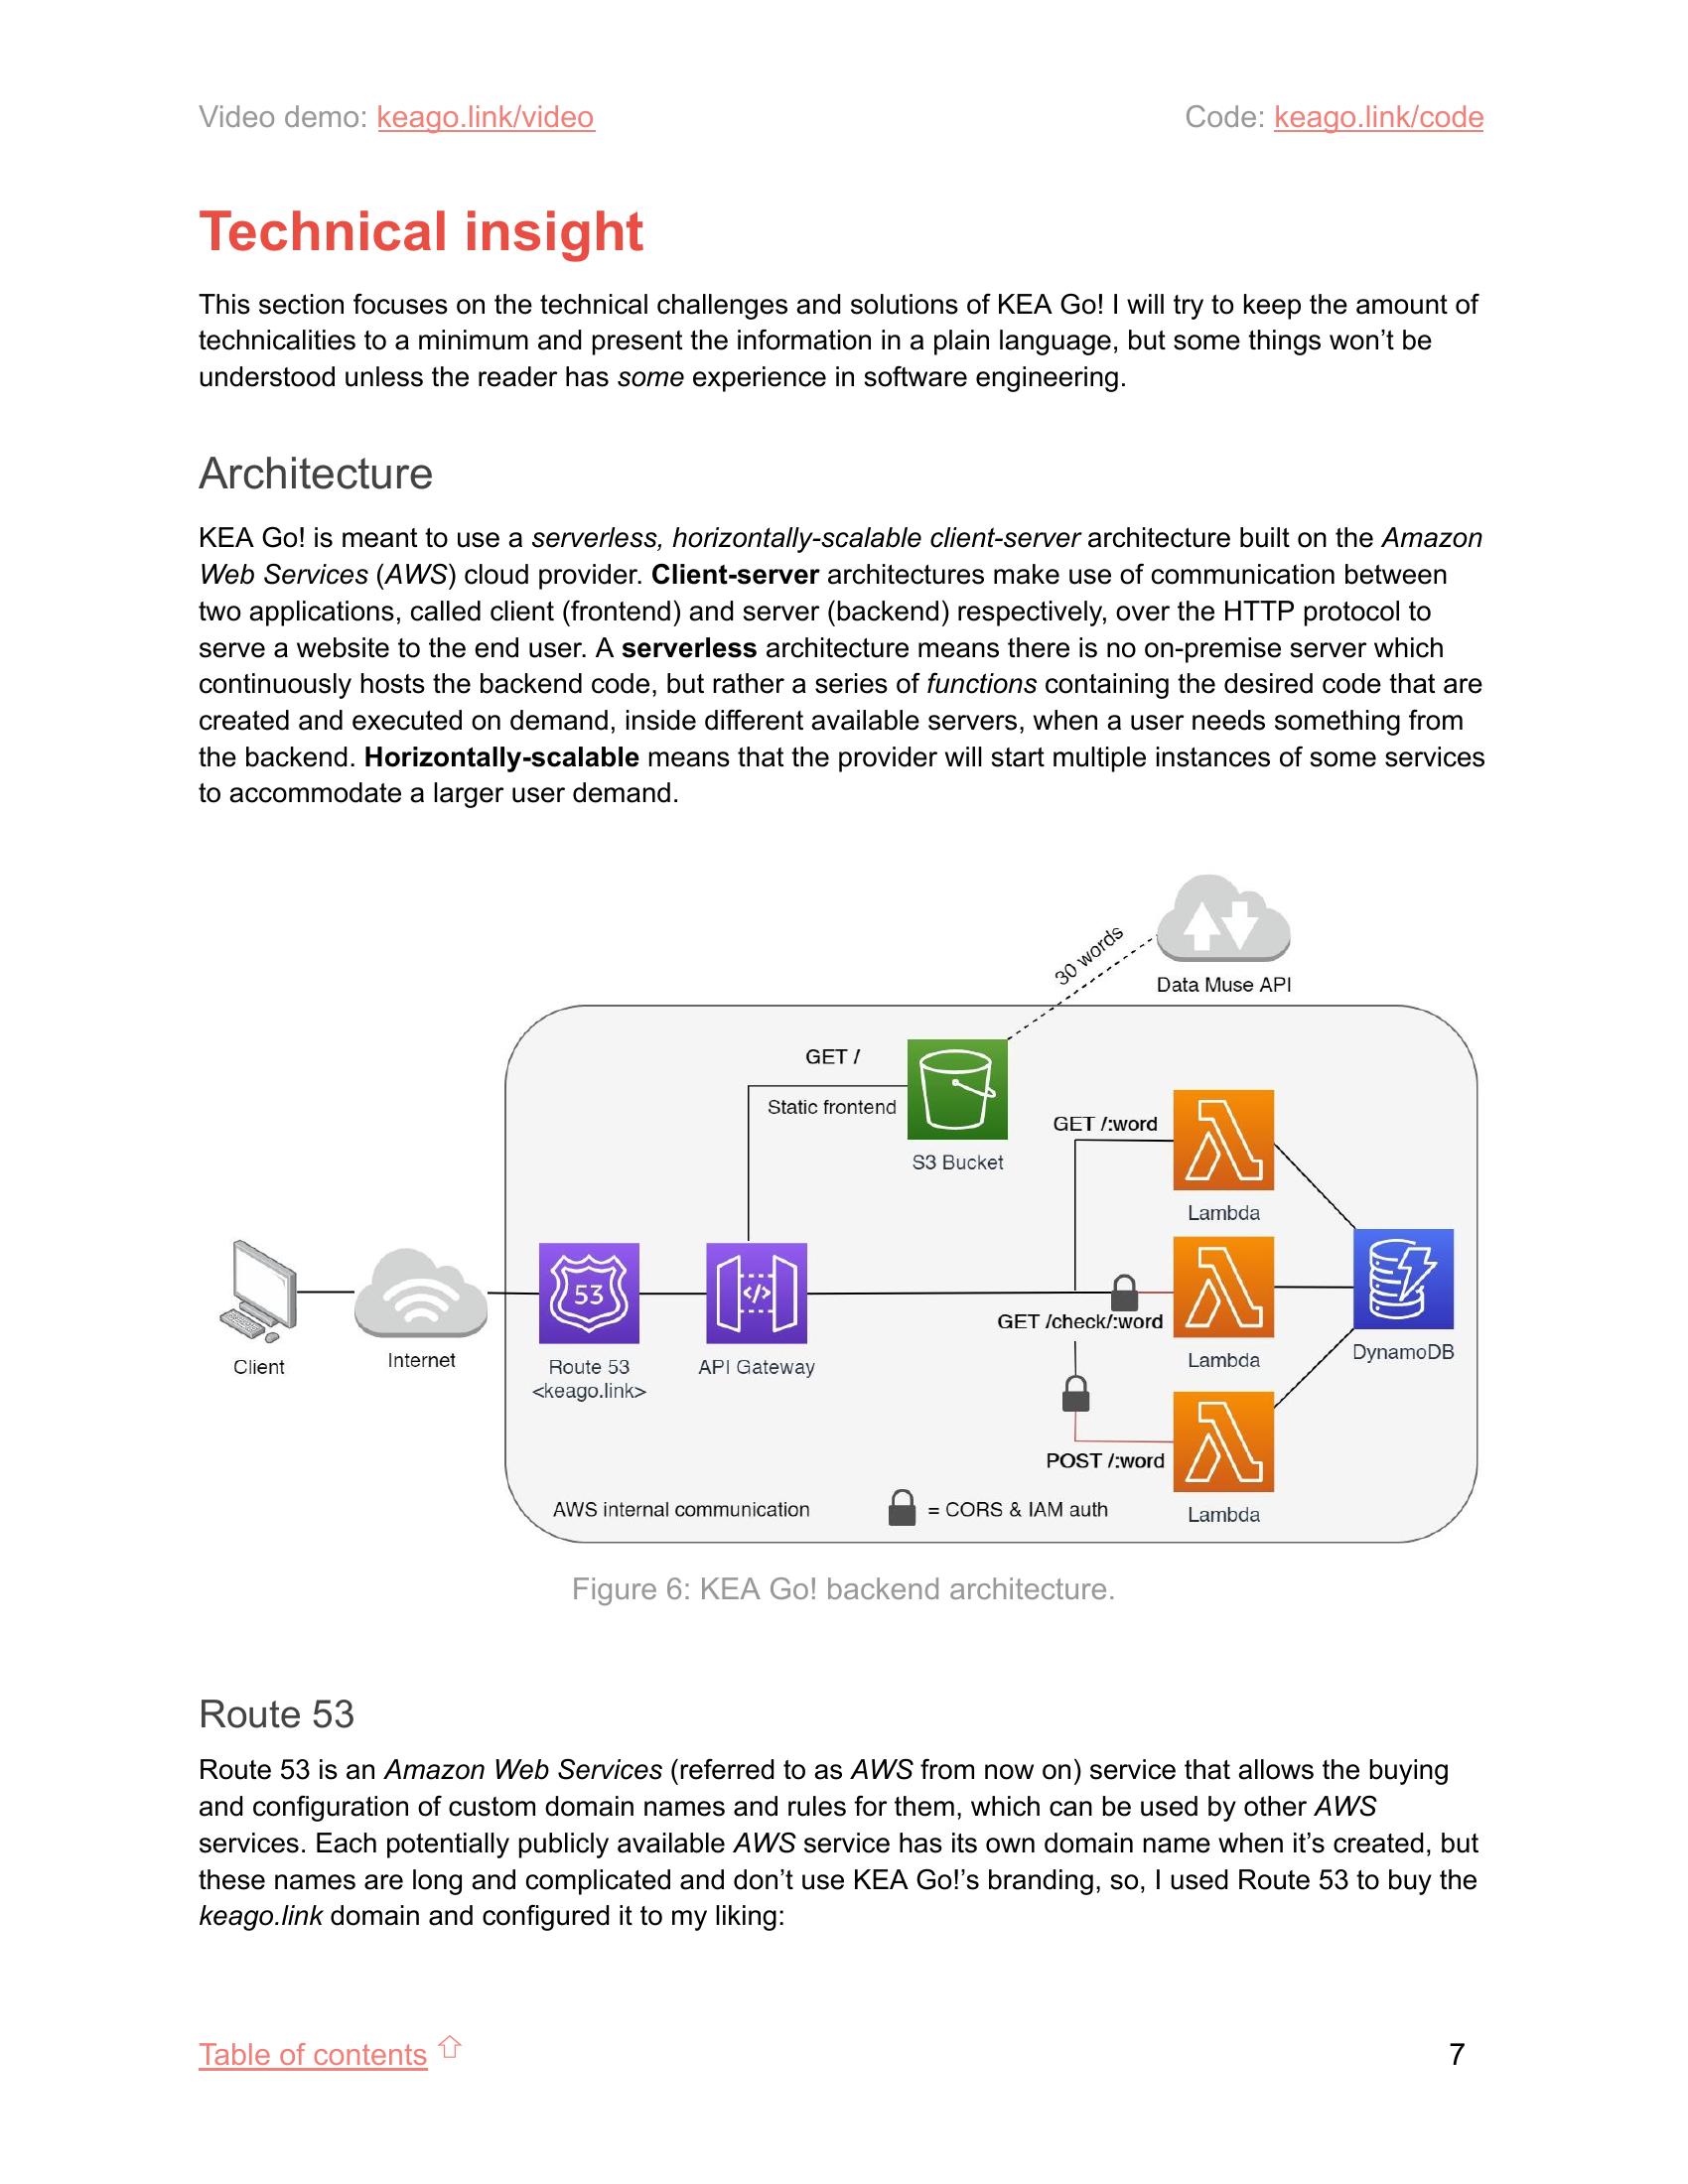 Video demo: keago.link/video Code: keago.link/code
Technical insight
This section focuses on the technical challenges and solutions of KEA Go! I will try to keep the amount of
technicalities to a minimum and present the information in a plain language, but some things won’t be
understood unless the reader has some experience in software engineering.
Architecture
KEA Go! is meant to use a serverless, horizontally-scalable client-server architecture built on the Amazon
Web Services (AWS) cloud provider. Client-server architectures make use of communication between
two applications, called client (frontend) and server (backend) respectively, over the HTTP protocol to
serve a website to the end user. A serverless architecture means there is no on-premise server which
continuously hosts the backend code, but rather a series of functions containing the desired code that are
created and executed on demand, inside different available servers, when a user needs something from
the backend. Horizontally-scalable means that the provider will start multiple instances of some services
to accommodate a larger user demand.
30 words
Data Muse API
GET /
Static frontend
S3 Bucket
GET /:word
Lambda
53
</>
GET /check/:word
Client
Internet
Route 53
<keago.link>
API Gateway
Lambda
DynamoDB
POST /:word
AWS internal communication
= CORS & IAM auth
Lambda
Figure 6: KEA Go! backend architecture.
Route 53
Route 53 is an Amazon Web Services (referred to as AWS from now on) service that allows the buying
and configuration of custom domain names and rules for them, which can be used by other AWS
services. Each potentially publicly available AWS service has its own domain name when it’s created, but
these names are long and complicated and don’t use KEA Go!’s branding, so, I used Route 53 to buy the
keago.link domain and configured it to my liking:
Table of contents ⇧ 7